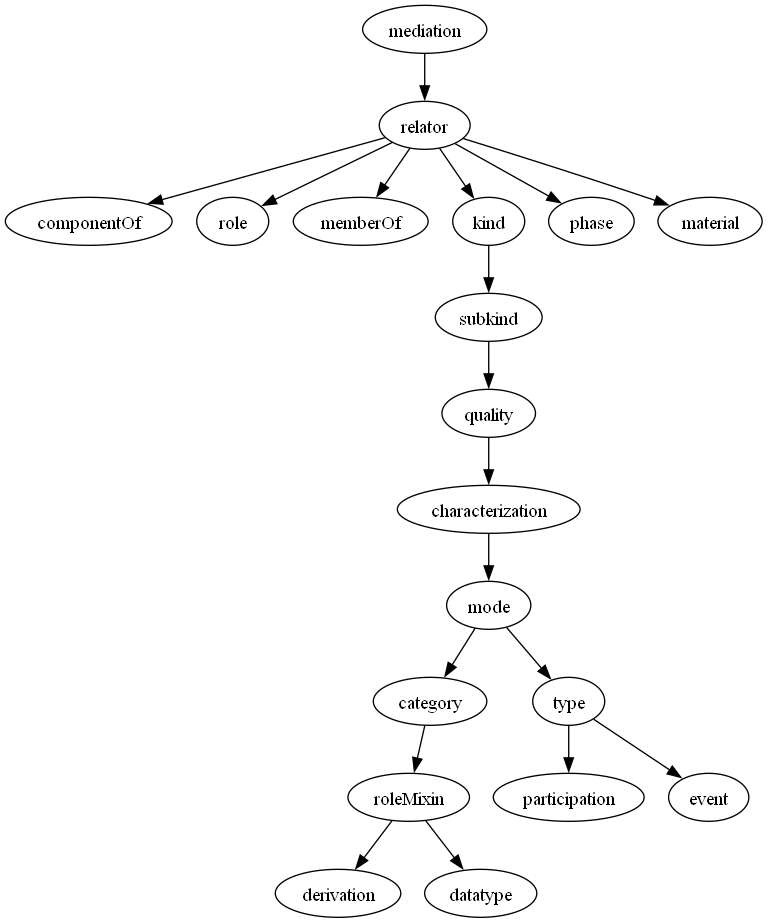 mediation
relator
componentOf
role
memberOf
kind
phase
material
subkind
quality
characterization
mode
category
type
roleMixin
participation
event
derivation
datatype